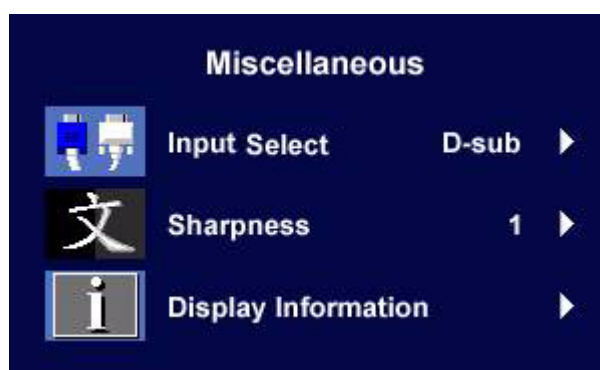 Miscellaneous
Input Select D-sub
文 Sharpness 1
i Display Information